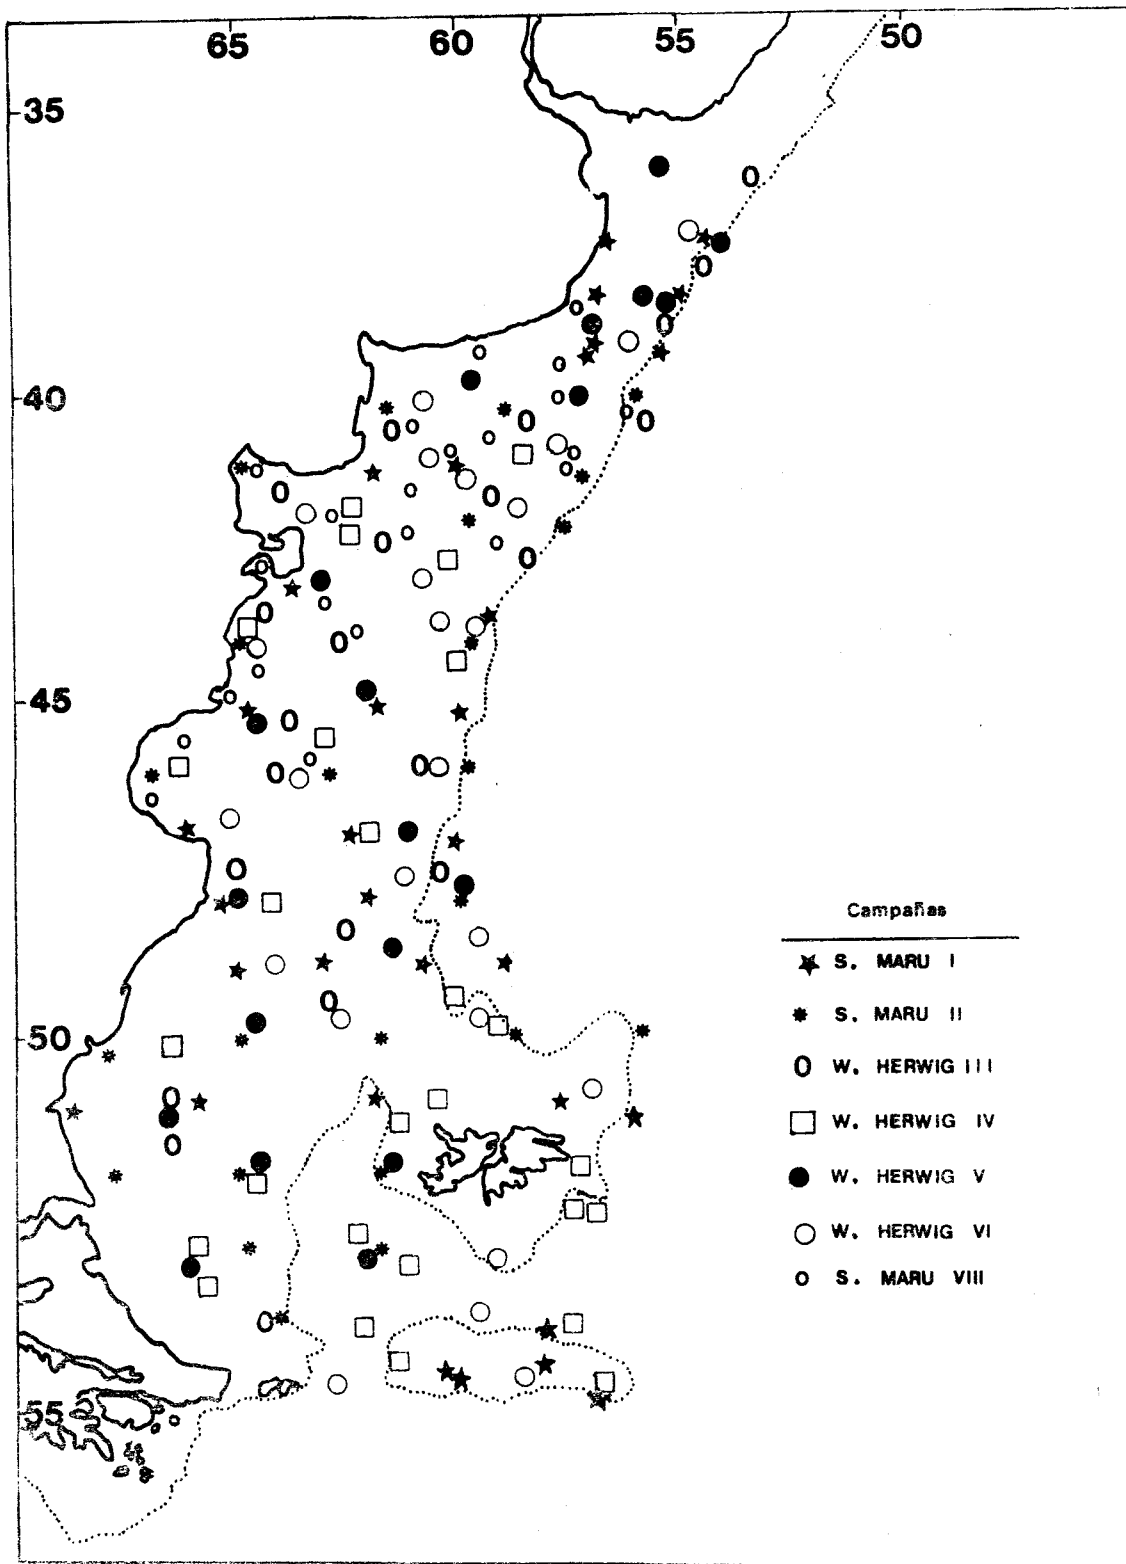 65 60 55 50
35
40
45
50
55
Campañas
S. MARU I
S. MARU II
W. HERWIG III
W. HERWIG IV
W. HERWIG V
W. HERWIG VI
S. MARU VIII